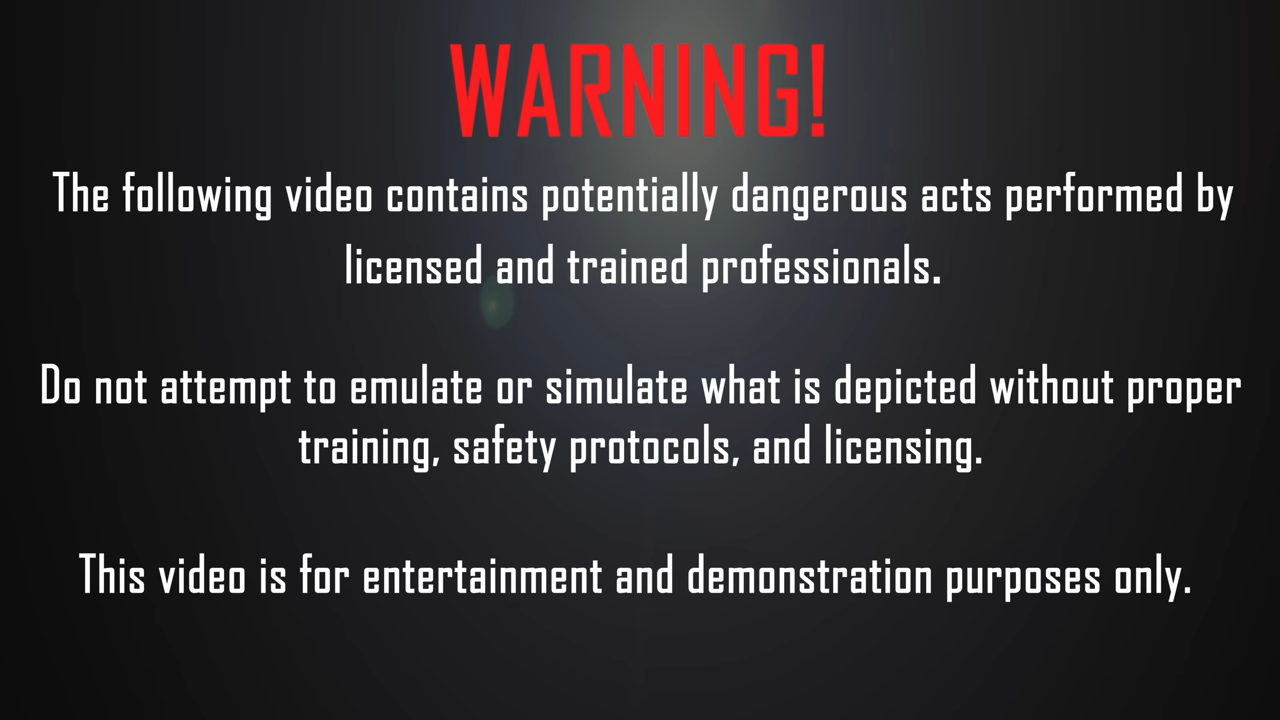 WARNING!
The following video contains potentially dangerous acts performed by
licensed and trained professionals.
Do not attempt to emulate or simulate what is depicted without proper
training, safety protocols, and licensing.
This video is for entertainment and demonstration purposes only.